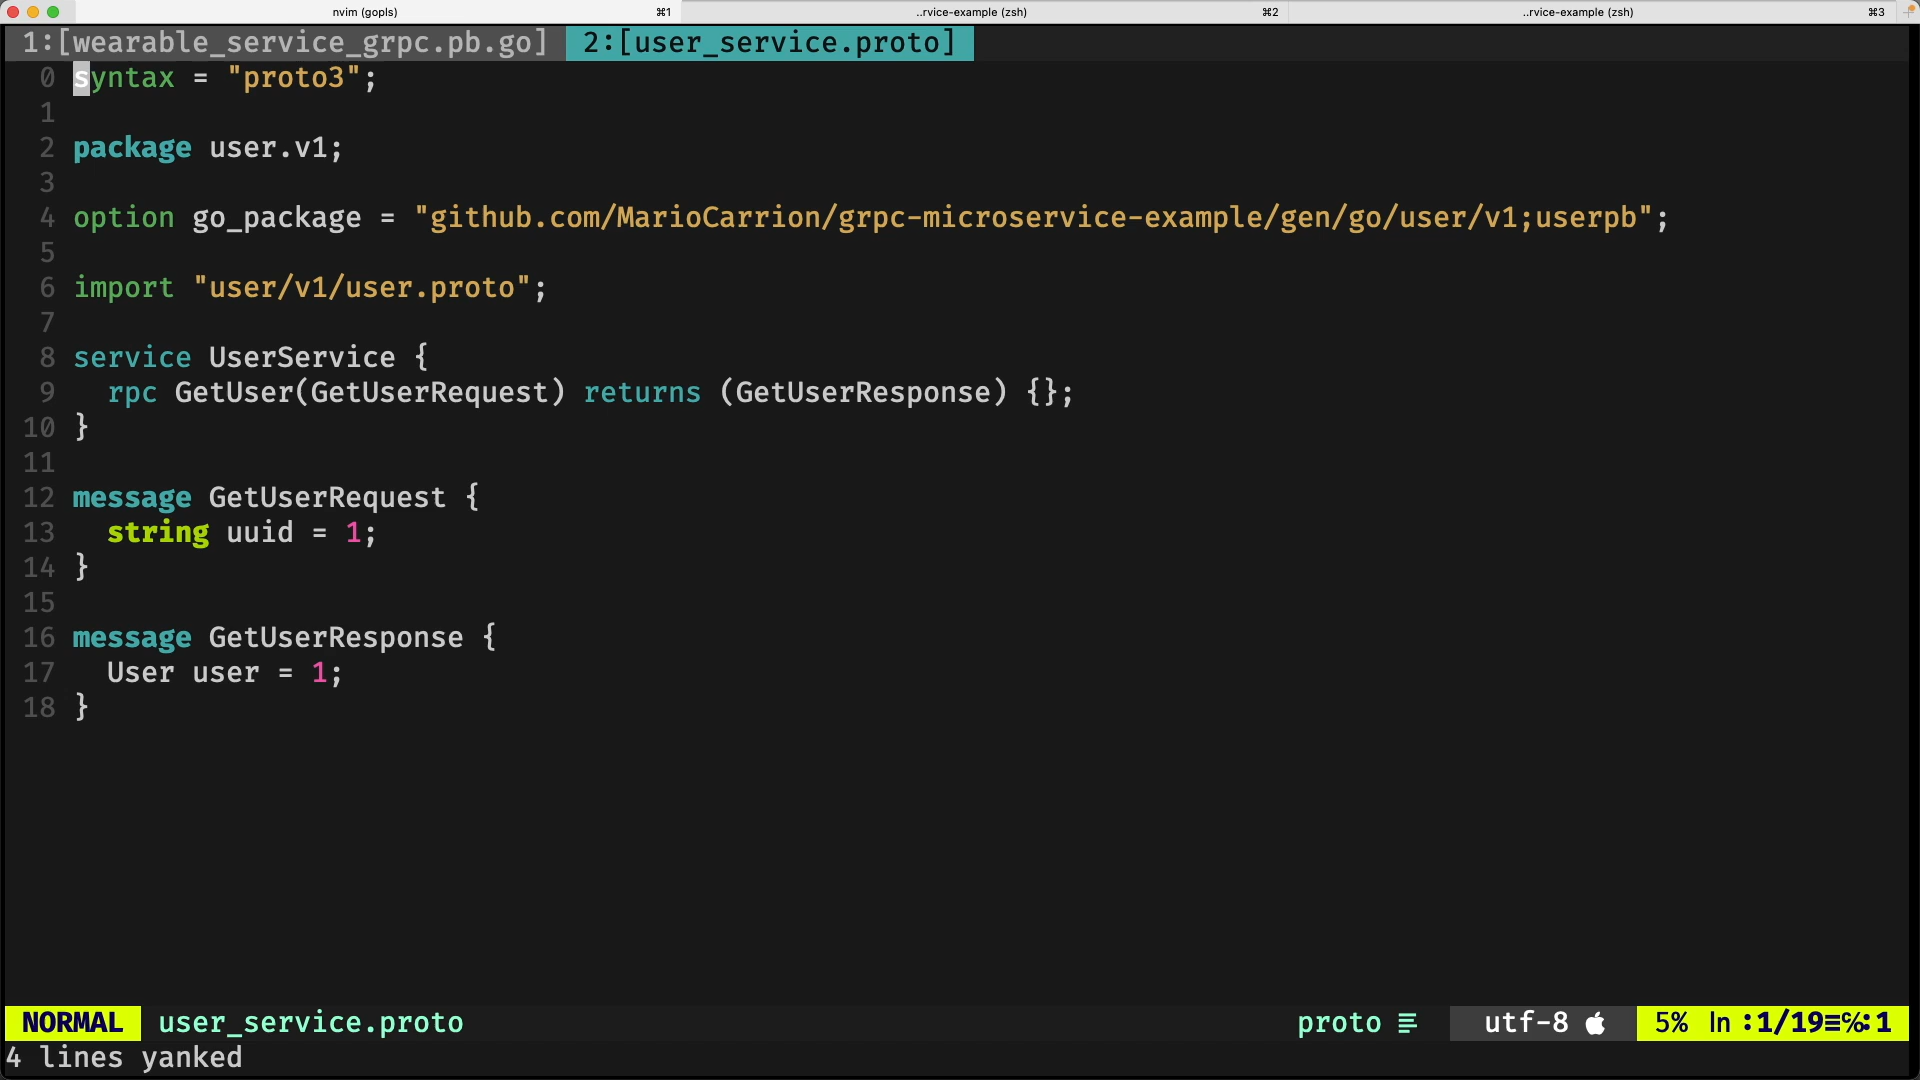 nvim (gopls) ⌘1 ..rvice-example (zsh) ⌘2 ..rvice-example (zsh) ⌘3
1:[wearable_service_grpc.pb.go] 2:[user_service.proto]
0 syntax = "proto3";
1
2 package user.v1;
3
4 option go_package = "github.com/MarioCarrion/grpc-microservice-example/gen/go/user/v1;userpb";
5
6 import "user/v1/user.proto";
7
8 service UserService {
9   rpc GetUser(GetUserRequest) returns (GetUserResponse) {};
10 }
11
12 message GetUserRequest {
13   string uuid = 1;
14 }
15
16 message GetUserResponse {
17   User user = 1;
18 }
NORMAL user_service.proto proto utf-8 5% ln :1/19≡℅:1
4 lines yanked